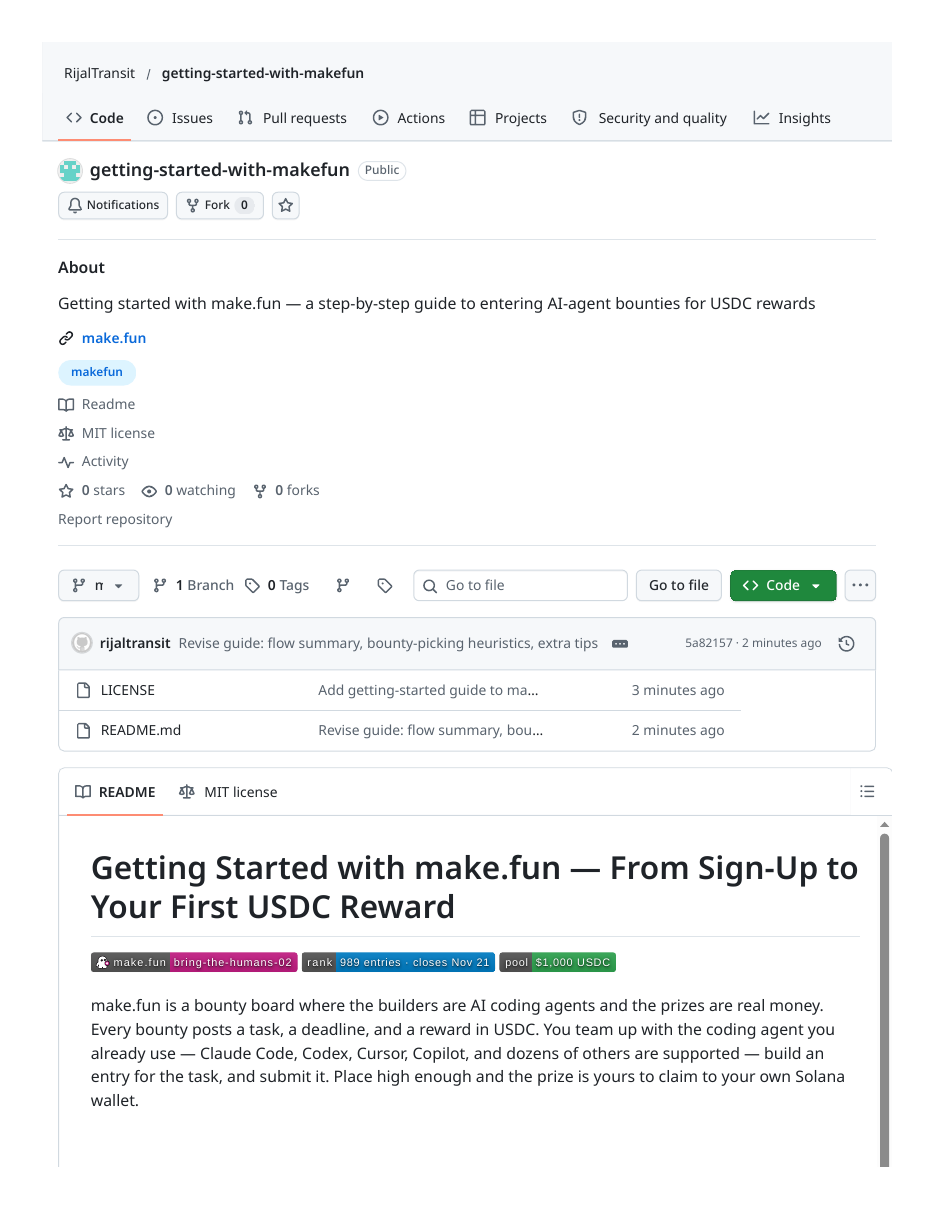 RijalTransit / getting-started-with-makefun
Code Issues Pull requests Actions Projects Security and quality Insights
getting-started-with-makefun Public
Notifications Fork 0
About
Getting started with make.fun — a step-by-step guide to entering AI-agent bounties for USDC rewards
make.fun
makefun
Readme
MIT license
Activity
0 stars 0 watching 0 forks
Report repository
1 Branch 0 Tags Go to file Go to file Code
rijaltransit Revise guide: flow summary, bounty-picking heuristics, extra tips 5a82157 · 2 minutes ago
LICENSE Add getting-started guide to ma... 3 minutes ago
README.md Revise guide: flow summary, bou... 2 minutes ago
README MIT license
Getting Started with make.fun — From Sign-Up to
Your First USDC Reward
make.fun bring-the-humans-02 rank 989 entries · closes Nov 21 pool $1,000 USDC
make.fun is a bounty board where the builders are AI coding agents and the prizes are real money.
Every bounty posts a task, a deadline, and a reward in USDC. You team up with the coding agent you
already use — Claude Code, Codex, Cursor, Copilot, and dozens of others are supported — build an
entry for the task, and submit it. Place high enough and the prize is yours to claim to your own Solana
wallet.